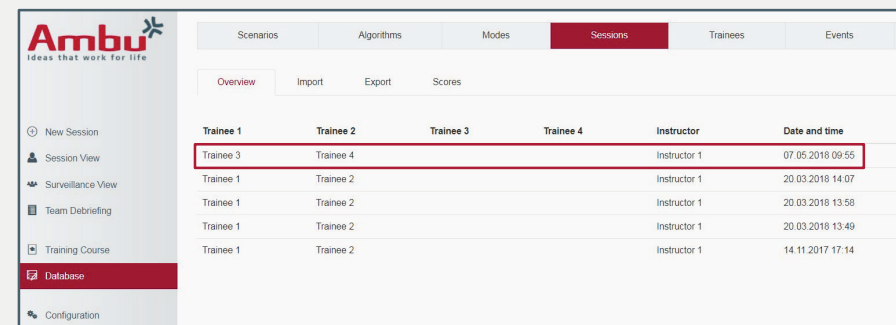 Ambu
Ideas that work for life
Scenarios Algorithms Modes Sessions Trainees Events
Overview Import Export Scores
New Session
Session View
Surveillance View
Team Debriefing
Training Course
Database
Configuration
Trainee 1 Trainee 2 Trainee 3 Trainee 4 Instructor Date and time
Trainee 3 Trainee 4 Instructor 1 07.05.2018 09:55
Trainee 1 Trainee 2 Instructor 1 20.03.2018 14:07
Trainee 1 Trainee 2 Instructor 1 20.03.2018 13:58
Trainee 1 Trainee 2 Instructor 1 20.03.2018 13:49
Trainee 1 Trainee 2 Instructor 1 14.11.2017 17:14